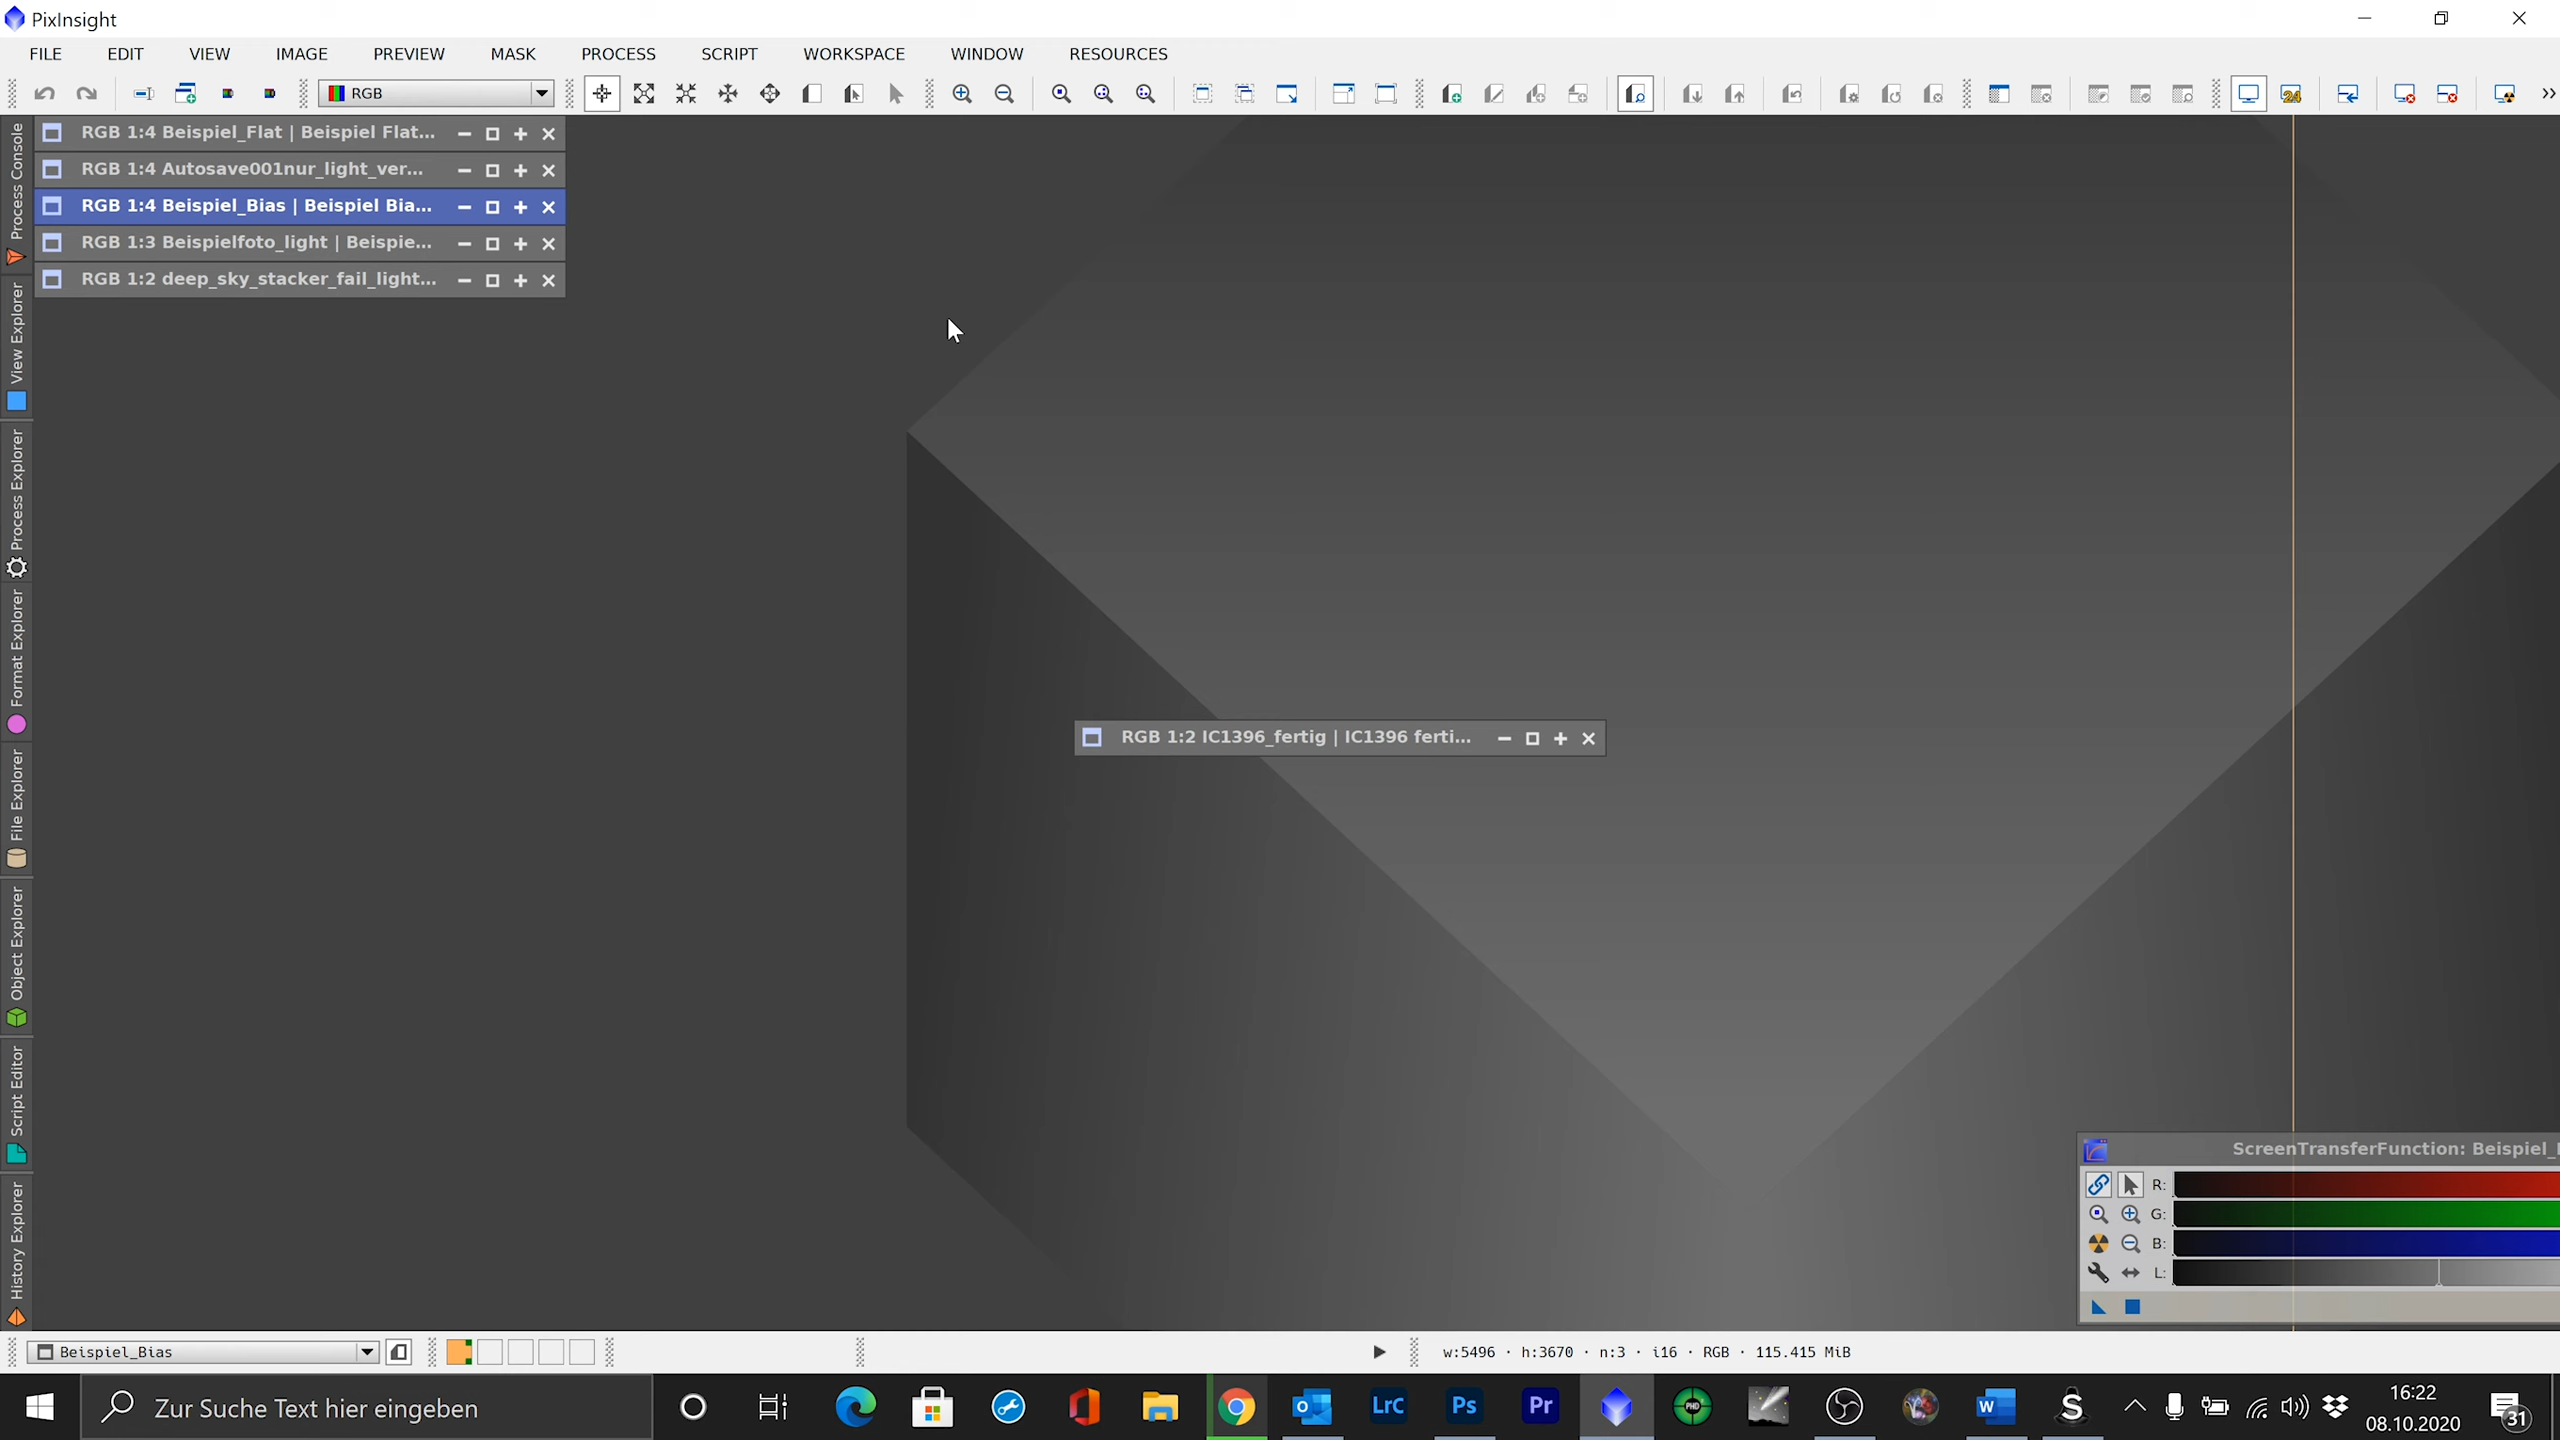 PixInsight
FILE EDIT VIEW IMAGE PREVIEW MASK PROCESS SCRIPT WORKSPACE WINDOW RESOURCES
RGB
24
RGB 1:4 Beispiel_Flat | Beispiel Flat...
RGB 1:4 Autosave001nur_light_ver...
RGB 1:4 Beispiel_Bias | Beispiel Bia...
RGB 1:3 Beispielfoto_light | Beispie...
RGB 1:2 deep_sky_stacker_fail_light...
Process Console
View Explorer
Process Explorer
Format Explorer
File Explorer
Object Explorer
Script Editor
History Explorer
RGB 1:2 IC1396_fertig | IC1396 ferti...
ScreenTransferFunction: Beispiel_
R:
G:
B:
L:
Beispiel_Bias
w:5496 · h:3670 · n:3 · i16 · RGB · 115.415 MiB
Zur Suche Text hier eingeben
LrC Ps Pr PHD W S
16:22
08.10.2020
31